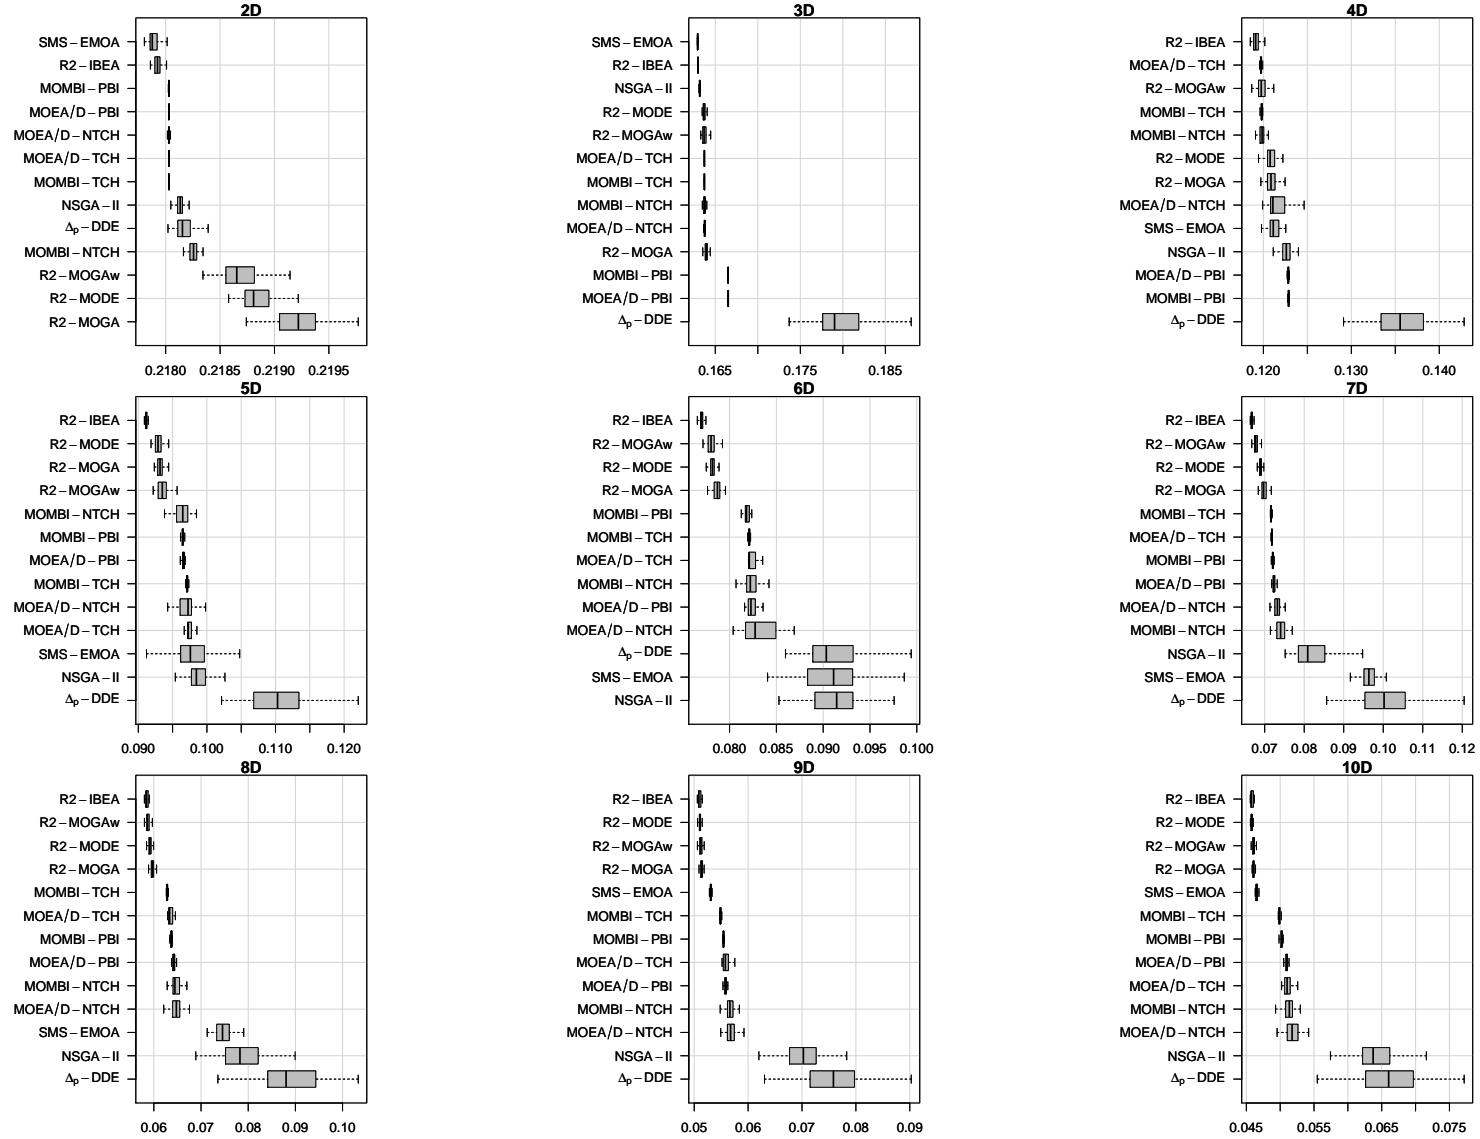 2D
SMS−EMOA
R2−IBEA
MOMBI−PBI
MOEA/D−PBI
MOEA/D−NTCH
MOEA/D−TCH
MOMBI−TCH
NSGA−II
Δp−DDE
MOMBI−NTCH
R2−MOGAw
R2−MODE
R2−MOGA
0.2180 0.2185 0.2190 0.2195
3D
SMS−EMOA
R2−IBEA
NSGA−II
R2−MODE
R2−MOGAw
MOEA/D−TCH
MOMBI−TCH
MOMBI−NTCH
MOEA/D−NTCH
R2−MOGA
MOMBI−PBI
MOEA/D−PBI
Δp−DDE
0.165 0.175 0.185
4D
R2−IBEA
MOEA/D−TCH
R2−MOGAw
MOMBI−TCH
MOMBI−NTCH
R2−MODE
R2−MOGA
MOEA/D−NTCH
SMS−EMOA
NSGA−II
MOEA/D−PBI
MOMBI−PBI
Δp−DDE
0.120 0.130 0.140
5D
R2−IBEA
R2−MODE
R2−MOGA
R2−MOGAw
MOMBI−NTCH
MOMBI−PBI
MOEA/D−PBI
MOMBI−TCH
MOEA/D−NTCH
MOEA/D−TCH
SMS−EMOA
NSGA−II
Δp−DDE
0.090 0.100 0.110 0.120
6D
R2−IBEA
R2−MOGAw
R2−MODE
R2−MOGA
MOMBI−PBI
MOMBI−TCH
MOEA/D−TCH
MOMBI−NTCH
MOEA/D−PBI
MOEA/D−NTCH
Δp−DDE
SMS−EMOA
NSGA−II
0.080 0.085 0.090 0.095 0.100
7D
R2−IBEA
R2−MOGAw
R2−MODE
R2−MOGA
MOMBI−TCH
MOEA/D−TCH
MOMBI−PBI
MOEA/D−PBI
MOEA/D−NTCH
MOMBI−NTCH
NSGA−II
SMS−EMOA
Δp−DDE
0.07 0.08 0.09 0.10 0.11 0.12
8D
R2−IBEA
R2−MOGAw
R2−MODE
R2−MOGA
MOMBI−TCH
MOEA/D−TCH
MOMBI−PBI
MOEA/D−PBI
MOMBI−NTCH
MOEA/D−NTCH
SMS−EMOA
NSGA−II
Δp−DDE
0.06 0.07 0.08 0.09 0.10
9D
R2−IBEA
R2−MODE
R2−MOGAw
R2−MOGA
SMS−EMOA
MOMBI−TCH
MOMBI−PBI
MOEA/D−TCH
MOEA/D−PBI
MOMBI−NTCH
MOEA/D−NTCH
NSGA−II
Δp−DDE
0.05 0.06 0.07 0.08 0.09
10D
R2−IBEA
R2−MODE
R2−MOGAw
R2−MOGA
SMS−EMOA
MOMBI−TCH
MOMBI−PBI
MOEA/D−PBI
MOEA/D−TCH
MOMBI−NTCH
MOEA/D−NTCH
NSGA−II
Δp−DDE
0.045 0.055 0.065 0.075